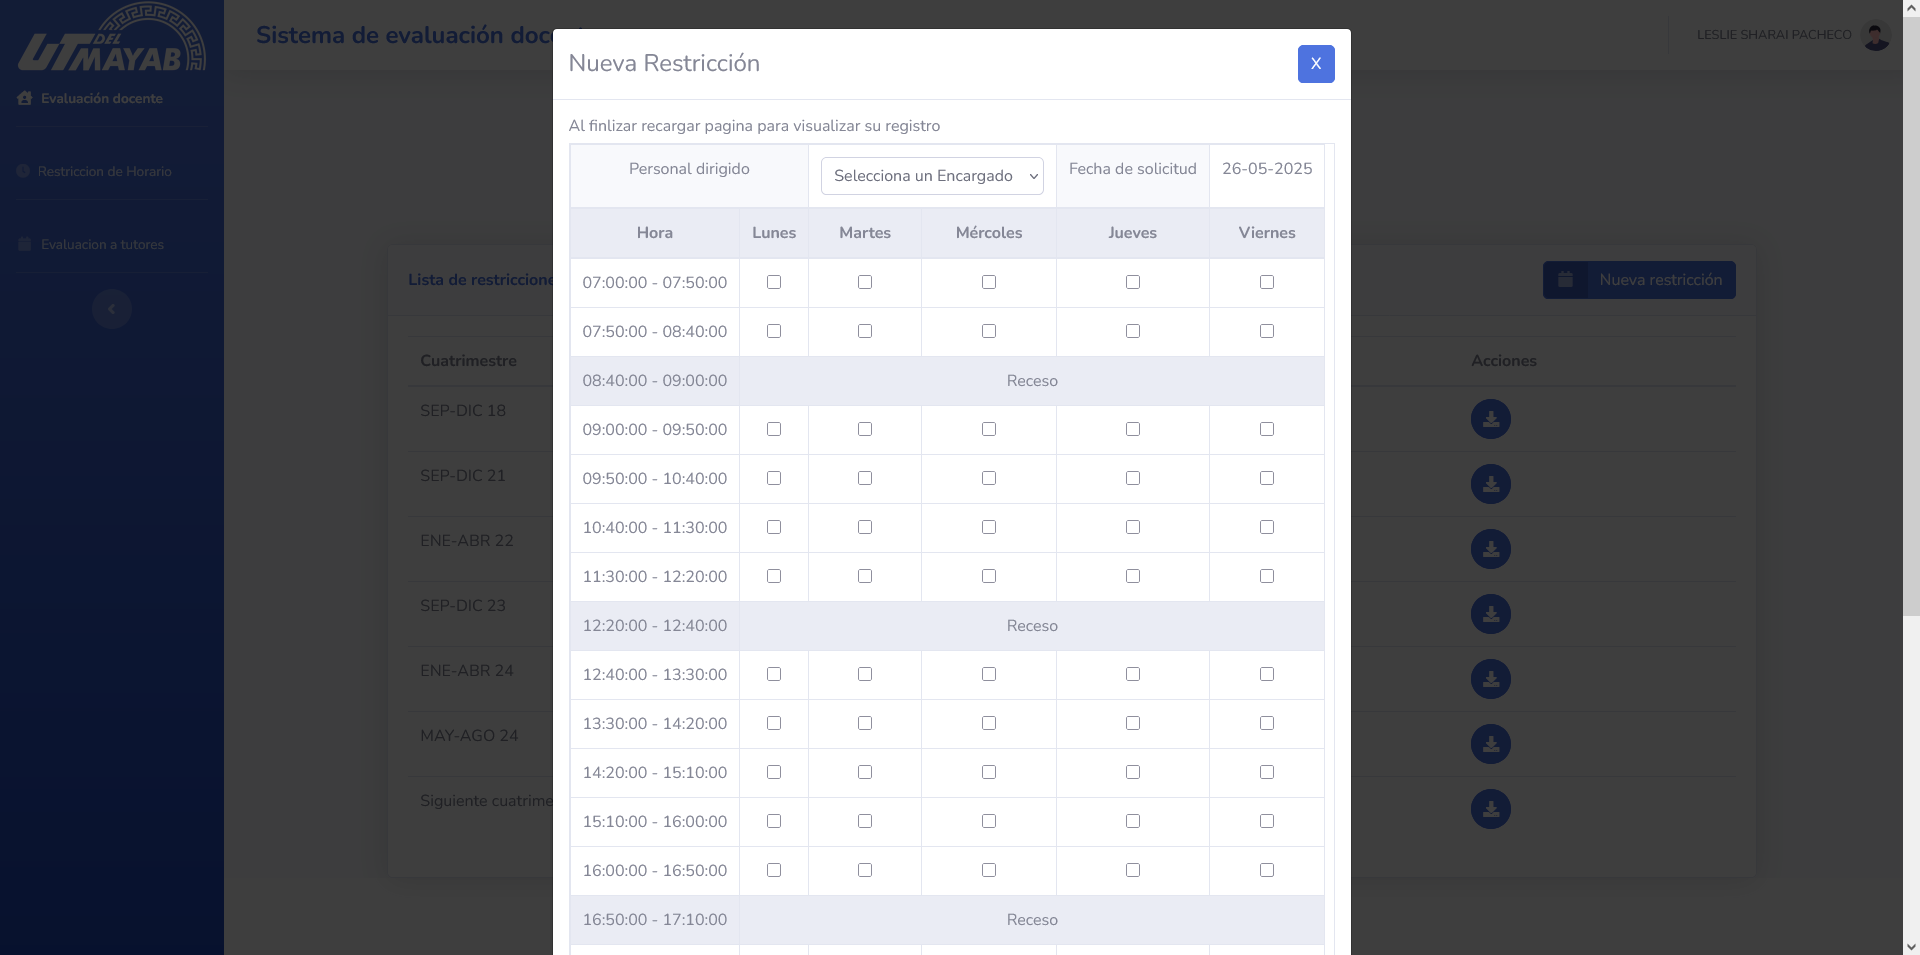 UT DEL MAYAB
Sistema de evaluación doce
LESLIE SHARAI PACHECO
Evaluación docente
Restriccion de Horario
Evaluacion a tutores
Lista de restriccione
Nueva restricción
Cuatrimestre
Acciones
SEP-DIC 18
SEP-DIC 21
ENE-ABR 22
SEP-DIC 23
ENE-ABR 24
MAY-AGO 24
Siguiente cuatrime
Nueva Restricción
X
Al finlizar recargar pagina para visualizar su registro
Personal dirigido Selecciona un Encargado Fecha de solicitud 26-05-2025
Hora Lunes Martes Mércoles Jueves Viernes
07:00:00 - 07:50:00
07:50:00 - 08:40:00
08:40:00 - 09:00:00 Receso
09:00:00 - 09:50:00
09:50:00 - 10:40:00
10:40:00 - 11:30:00
11:30:00 - 12:20:00
12:20:00 - 12:40:00 Receso
12:40:00 - 13:30:00
13:30:00 - 14:20:00
14:20:00 - 15:10:00
15:10:00 - 16:00:00
16:00:00 - 16:50:00
16:50:00 - 17:10:00 Receso